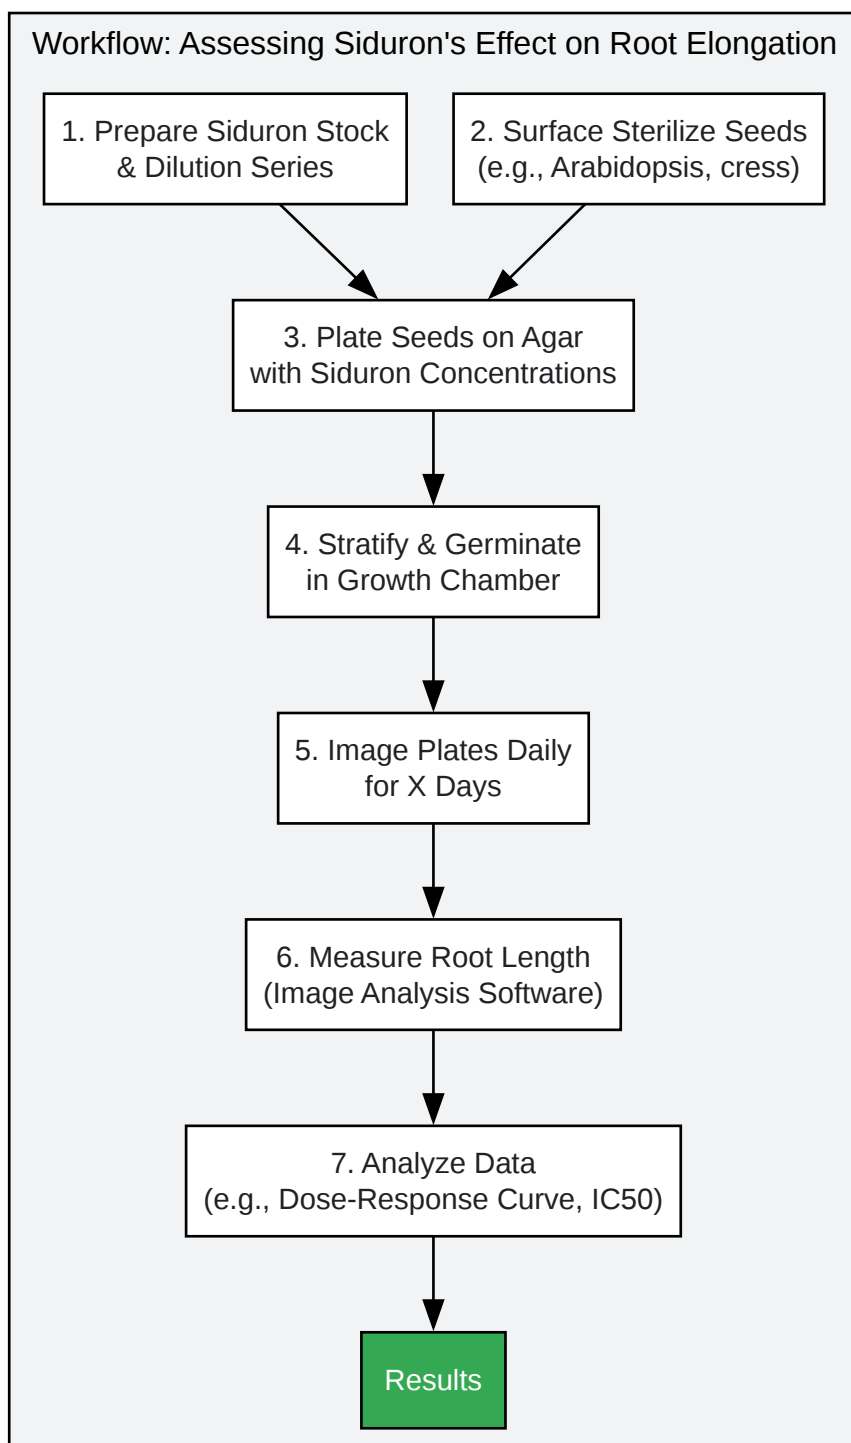 Workflow: Assessing Siduron's Effect on Root Elongation
1. Prepare Siduron Stock
& Dilution Series
2. Surface Sterilize Seeds
(e.g., Arabidopsis, cress)
3. Plate Seeds on Agar
with Siduron Concentrations
4. Stratify & Germinate
in Growth Chamber
5. Image Plates Daily
for X Days
6. Measure Root Length
(Image Analysis Software)
7. Analyze Data
(e.g., Dose-Response Curve, IC50)
Results